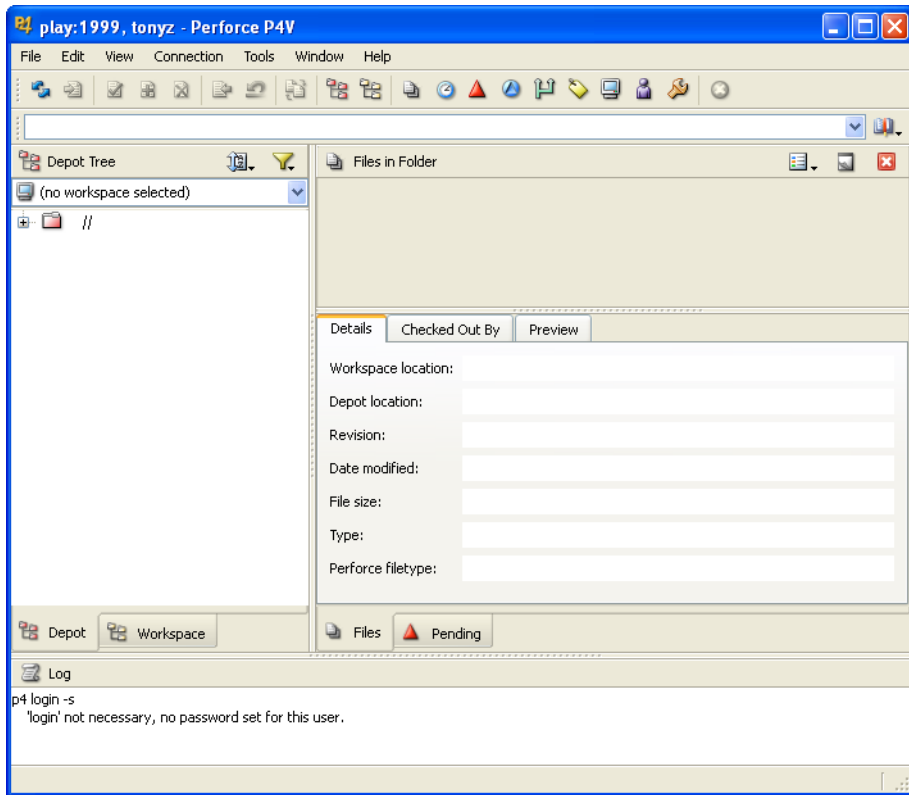 play:1999, tonyz - Perforce P4V
File Edit View Connection Tools Window Help
Depot Tree
(no workspace selected)
//
Files in Folder
Details Checked Out By Preview
Workspace location:
Depot location:
Revision:
Date modified:
File size:
Type:
Perforce filetype:
Depot Workspace
Files Pending
Log
p4 login -s
'login' not necessary, no password set for this user.